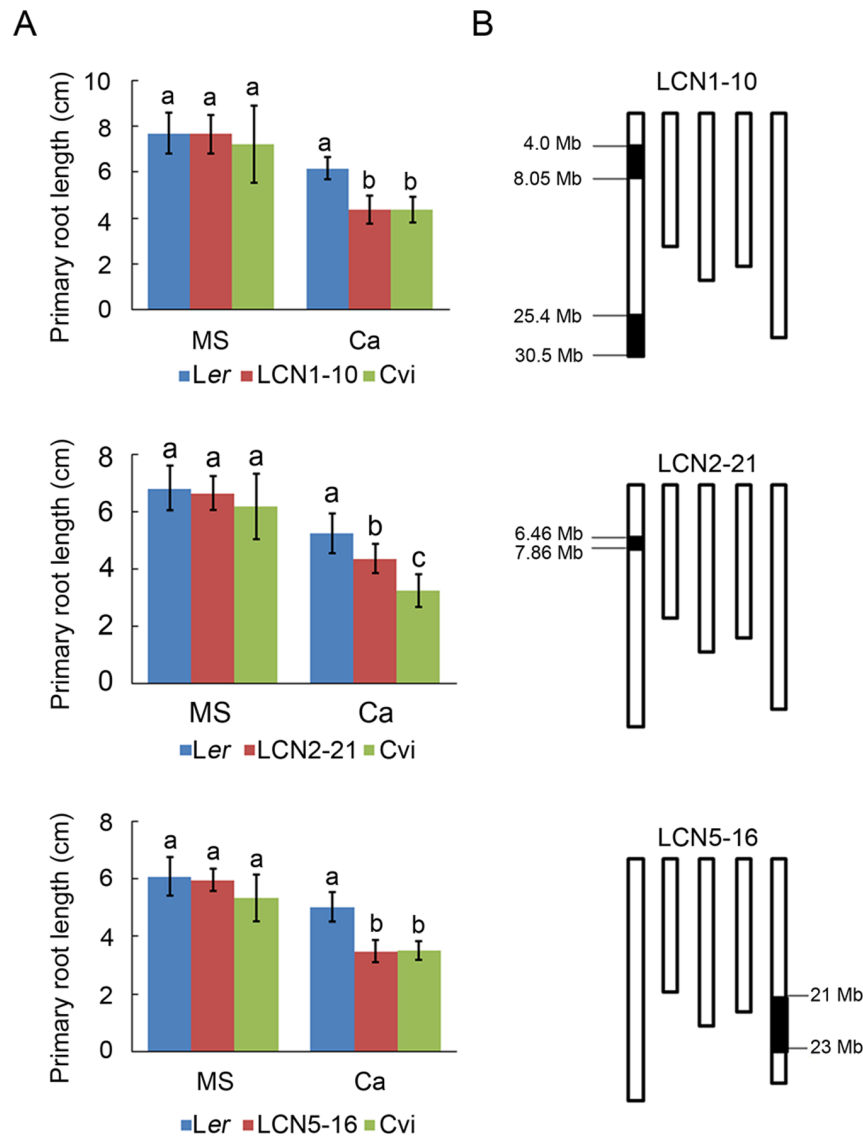 A
B
Primary root length (cm)
10
8
6
4
2
0
a a a
a b b
MS Ca
Ler LCN1-10 Cvi
LCN1-10
4.0 Mb
8.05 Mb
25.4 Mb
30.5 Mb
Primary root length (cm)
8
6
4
2
0
a a a
a b c
MS Ca
Ler LCN2-21 Cvi
LCN2-21
6.46 Mb
7.86 Mb
Primary root length (cm)
8
6
4
2
0
a a a
a b b
MS Ca
Ler LCN5-16 Cvi
LCN5-16
21 Mb
23 Mb